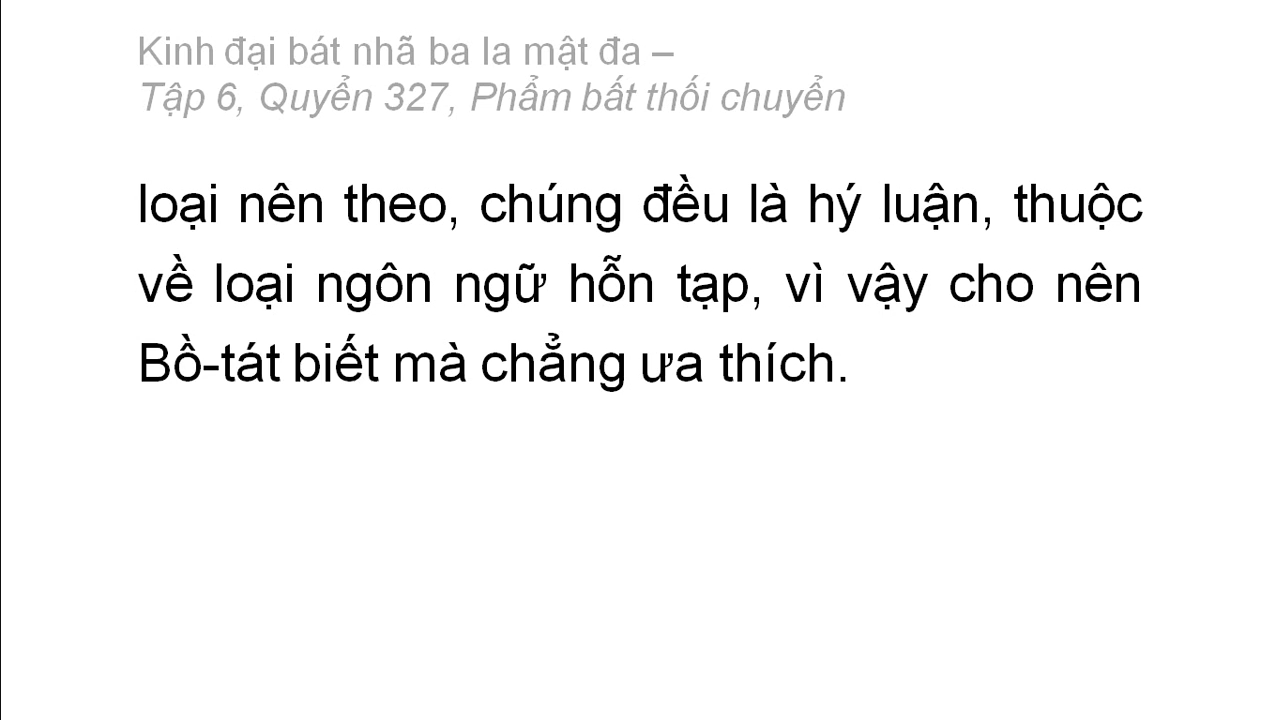 Kinh đại bát nhã ba la mật đa –
Tập 6, Quyển 327, Phẩm bất thối chuyển
loại nên theo, chúng đều là hý luận, thuộc
về loại ngôn ngữ hỗn tạp, vì vậy cho nên
Bồ-tát biết mà chẳng ưa thích.